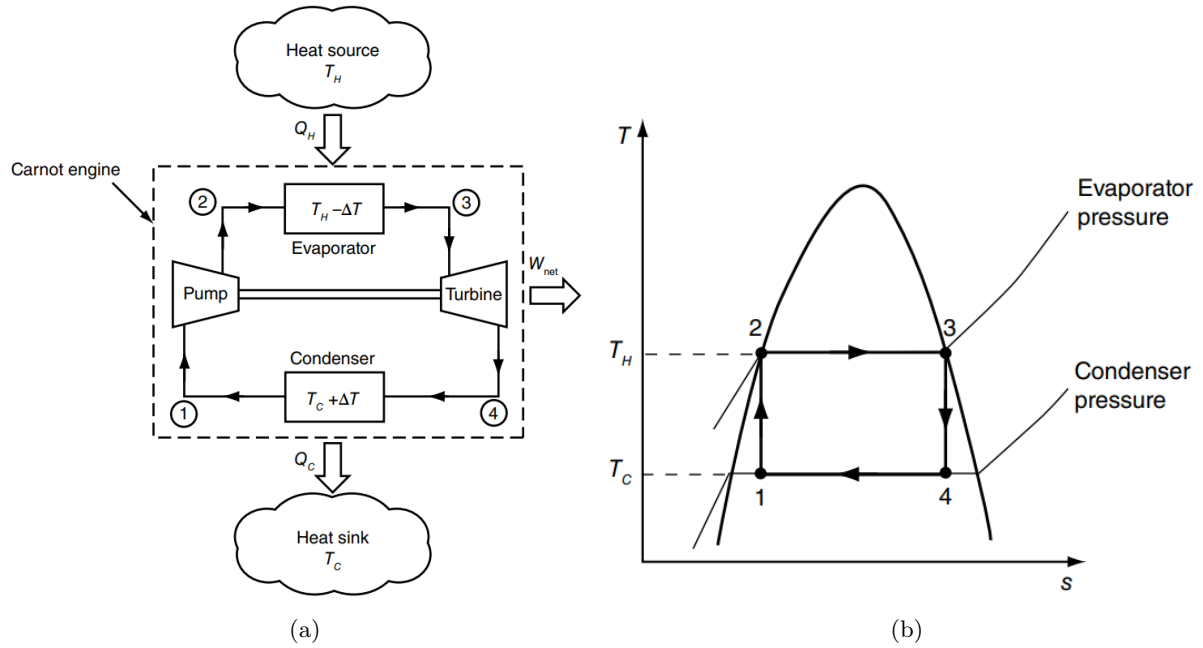 Heat source
T_H
Q_H
Carnot engine
2
T_H –ΔT
3
Evaporator
Pump
Turbine
W_net
Condenser
T_C +ΔT
1
4
Q_C
Heat sink
T_C
(a)
T
Evaporator
pressure
2
3
T_H
Condenser
pressure
T_C
1
4
s
(b)